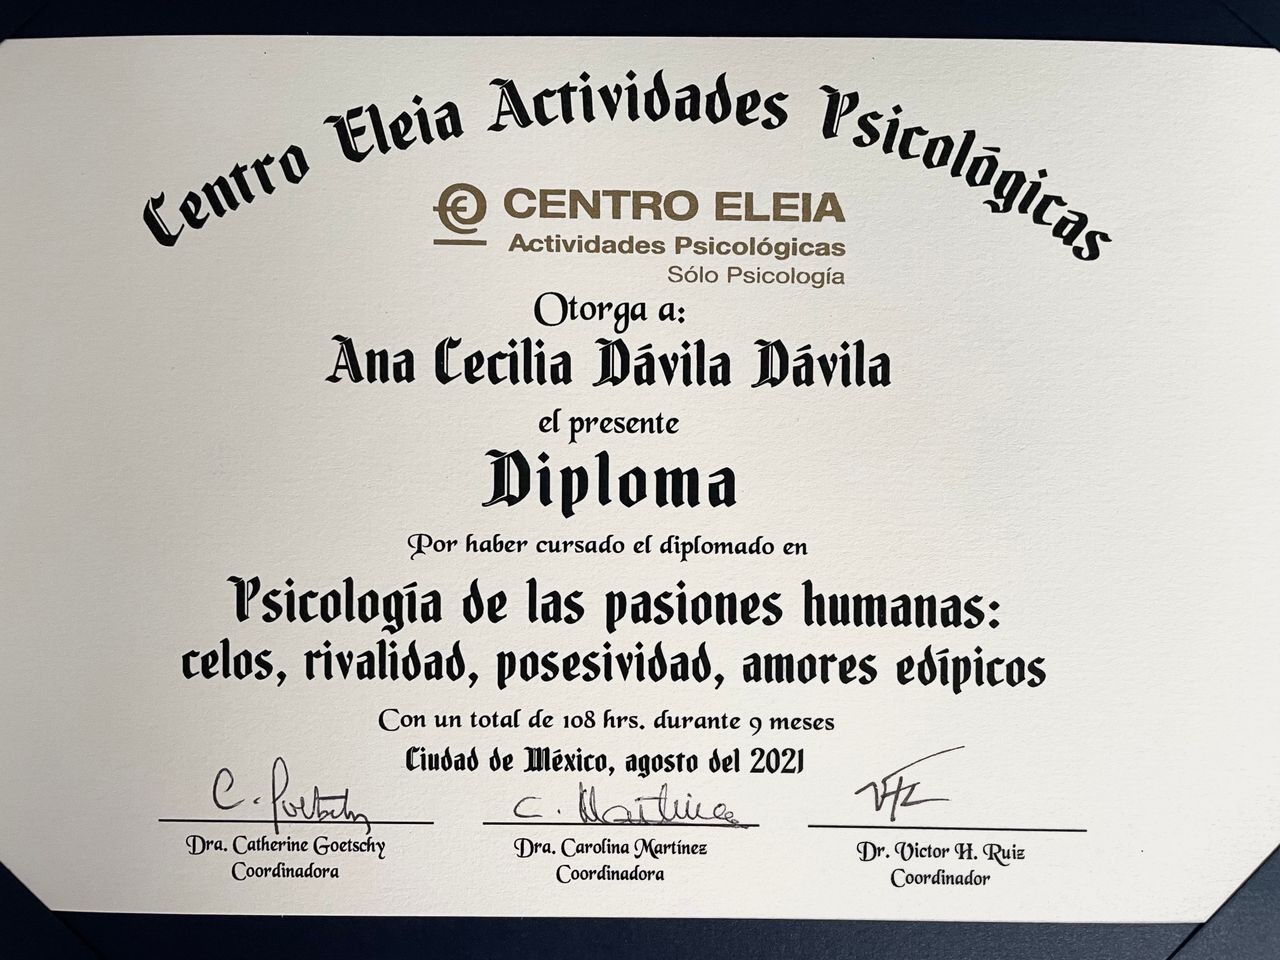 Centro Eleia Actividades Psicológicas
CENTRO ELEIA
Actividades Psicológicas
Sólo Psicología
Otorga a:
Ana Cecilia Dávila Dávila
el presente
Diploma
Por haber cursado el diplomado en
Psicología de las pasiones humanas:
celos, rivalidad, posesividad, amores edípicos
Con un total de 108 hrs. durante 9 meses
Ciudad de México, agosto del 2021
C. Goetschy
C. Martínez
Dra. Catherine Goetschy
Dra. Carolina Martínez
Dr. Victor H. Ruiz
Coordinadora
Coordinadora
Coordinador